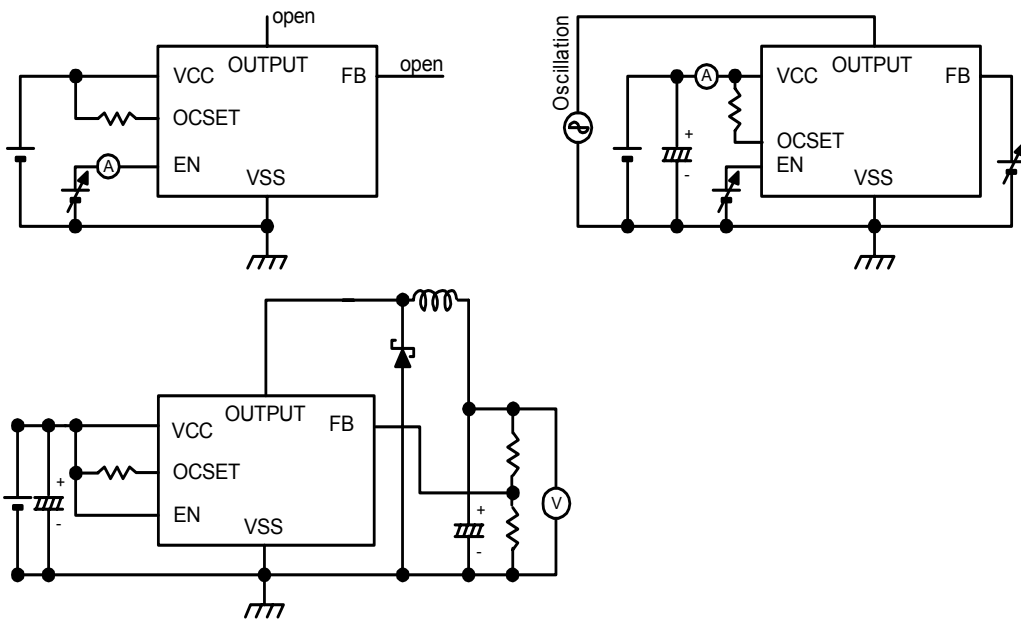 open
VCC
OUTPUT
FB
open
OCSET
A
EN
VSS
Oscillation
A
VCC
OUTPUT
FB
+
-
OCSET
EN
VSS
VCC
OUTPUT
FB
OCSET
+
-
EN
VSS
+
-
V